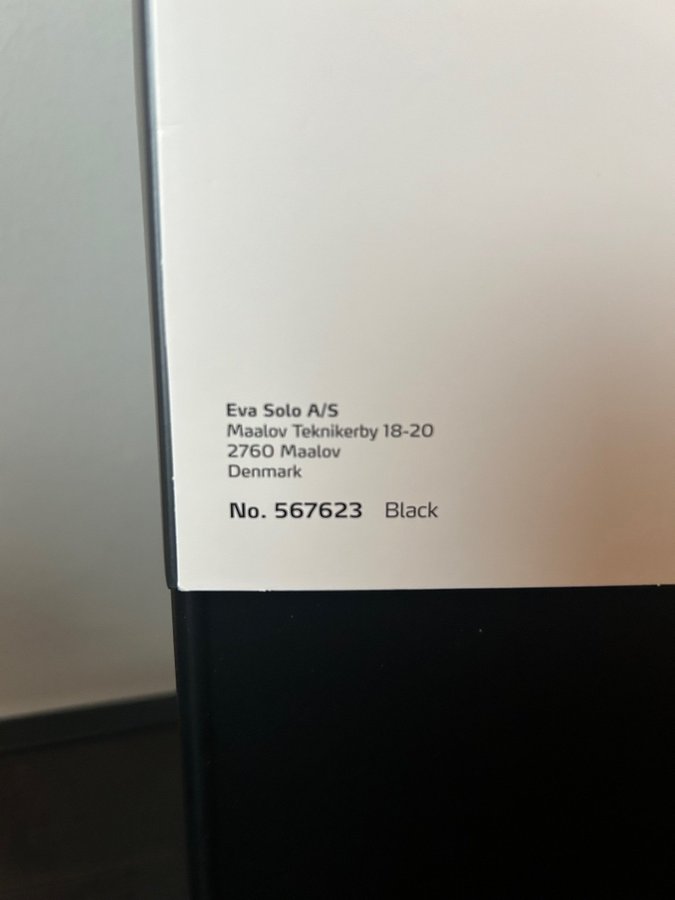 Eva Solo A/S
Maalov Teknikerby 18-20
2760 Maalov
Denmark
No. 567623 Black